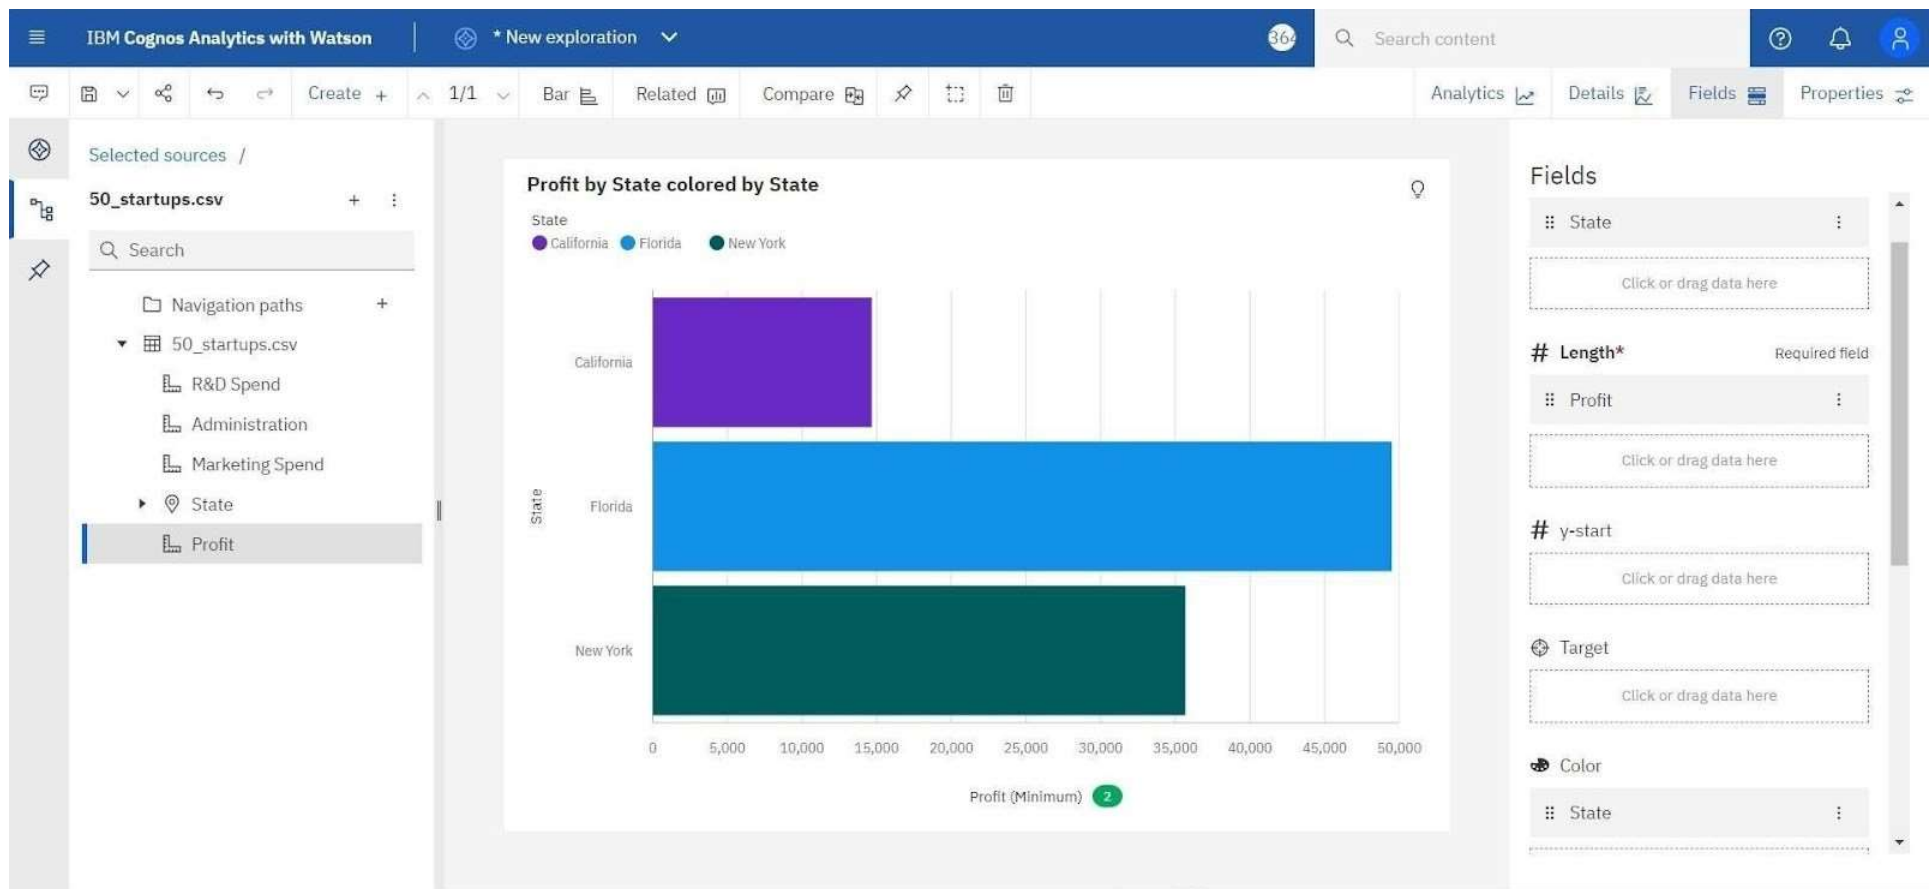 IBM Cognos Analytics with Watson
* New exploration
364
Search content
Create +
1/1
Bar
Related
Compare
Analytics
Details
Fields
Properties
Selected sources /
50_startups.csv
Search
Navigation paths
50_startups.csv
R&D Spend
Administration
Marketing Spend
State
Profit
Profit by State colored by State
State
California Florida New York
California
Florida
New York
State
0 5,000 10,000 15,000 20,000 25,000 30,000 35,000 40,000 45,000 50,000
Profit (Minimum) 2
Fields
State
Click or drag data here
# Length* Required field
Profit
Click or drag data here
# y-start
Click or drag data here
Target
Click or drag data here
Color
State